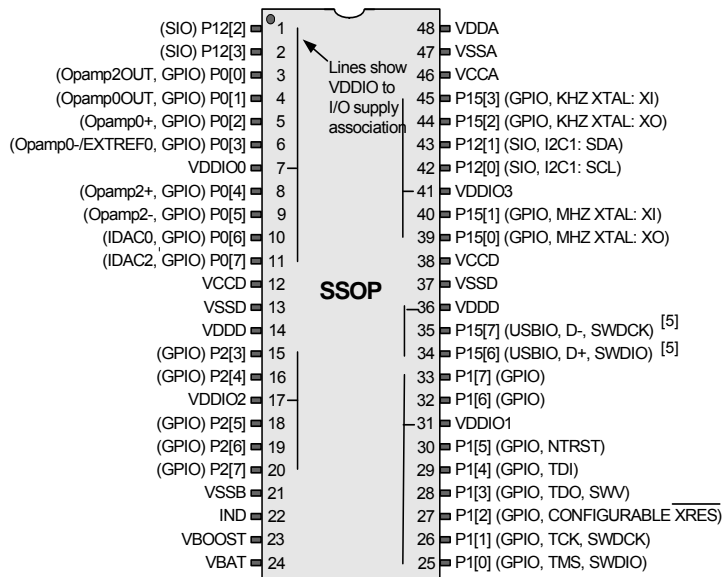 (SIO) P12[2] 1
(SIO) P12[3] 2
(Opamp2OUT, GPIO) P0[0] 3
(Opamp0OUT, GPIO) P0[1] 4
(Opamp0+, GPIO) P0[2] 5
(Opamp0-/EXTREF0, GPIO) P0[3] 6
VDDIO0 7
(Opamp2+, GPIO) P0[4] 8
(Opamp2-, GPIO) P0[5] 9
(IDAC0, GPIO) P0[6] 10
(IDAC2, GPIO) P0[7] 11
VCCD 12
VSSD 13
VDDD 14
(GPIO) P2[3] 15
(GPIO) P2[4] 16
VDDIO2 17
(GPIO) P2[5] 18
(GPIO) P2[6] 19
(GPIO) P2[7] 20
VSSB 21
IND 22
VBOOST 23
VBAT 24
Lines show
VDDIO to
I/O supply
association
SSOP
48 VDDA
47 VSSA
46 VCCA
45 P15[3] (GPIO, KHZ XTAL: XI)
44 P15[2] (GPIO, KHZ XTAL: XO)
43 P12[1] (SIO, I2C1: SDA)
42 P12[0] (SIO, I2C1: SCL)
41 VDDIO3
40 P15[1] (GPIO, MHZ XTAL: XI)
39 P15[0] (GPIO, MHZ XTAL: XO)
38 VCCD
37 VSSD
36 VDDD
35 P15[7] (USBIO, D-, SWDCK) [5]
34 P15[6] (USBIO, D+, SWDIO) [5]
33 P1[7] (GPIO)
32 P1[6] (GPIO)
31 VDDIO1
30 P1[5] (GPIO, NTRST)
29 P1[4] (GPIO, TDI)
28 P1[3] (GPIO, TDO, SWV)
27 P1[2] (GPIO, CONFIGURABLE XRES)
26 P1[1] (GPIO, TCK, SWDCK)
25 P1[0] (GPIO, TMS, SWDIO)